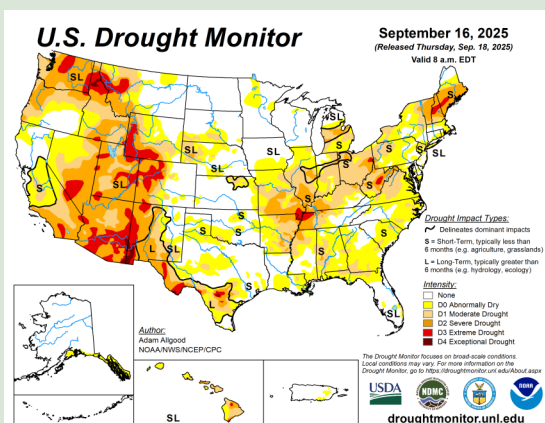 U.S. Drought Monitor
September 16, 2025
(Released Thursday, Sep. 18, 2025)
Valid 8 a.m. EDT
SL
SL
S
SL
SL
SL
SL
S
S
S
S
SL
S
S
S
S
L
SL
S
S
S
S
S
L
S
SL
Drought Impact Types:
Delineates dominant impacts
S = Short-Term, typically less than
6 months (e.g. agriculture, grasslands)
L = Long-Term, typically greater than
6 months (e.g. hydrology, ecology)
Intensity:
None
D0 Abnormally Dry
D1 Moderate Drought
D2 Severe Drought
D3 Extreme Drought
D4 Exceptional Drought
Author:
Adam Allgood
NOAA/NWS/NCEP/CPC
SL
The Drought Monitor focuses on broad-scale conditions.
Local conditions may vary. For more information on the
Drought Monitor, go to https://droughtmonitor.unl.edu/About.aspx
USDA
NDMC
NOAA
droughtmonitor.unl.edu